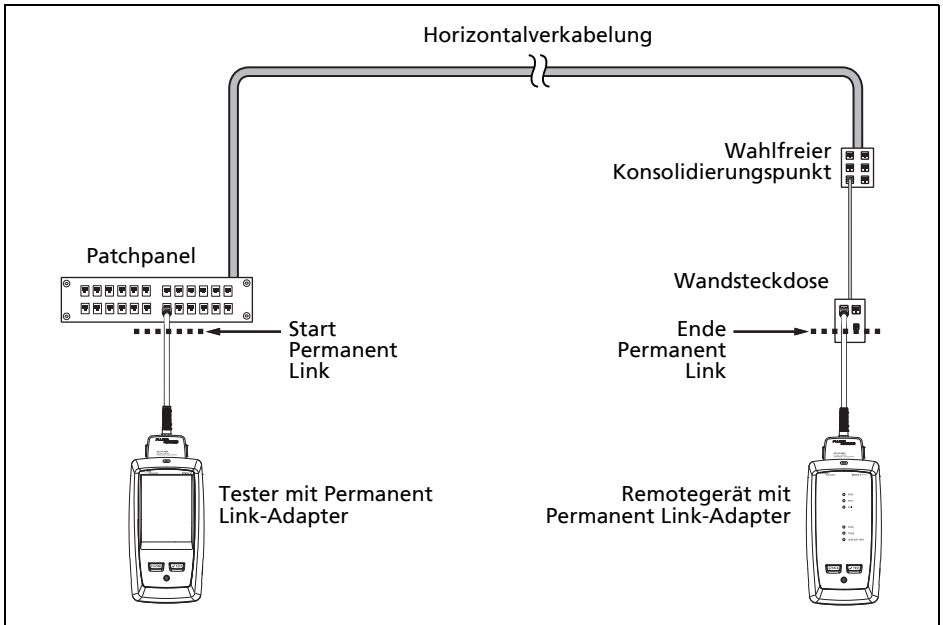 Horizontalverkabelung
Wahlfreier
Konsolidierungspunkt
Patchpanel
Wandsteckdose
Start
Permanent
Link
Ende
Permanent
Link
Tester mit Permanent
Link-Adapter
Remotegerät mit
Permanent Link-Adapter